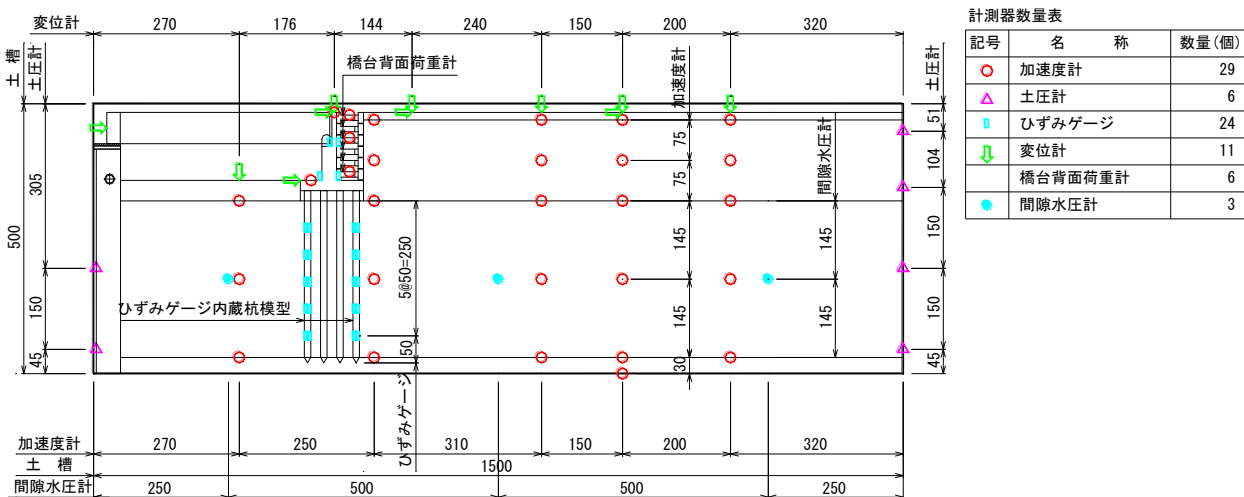 変位計 270 176 144 240 150 200 320
土槽
土圧計
橋台背面荷重計
加速度計
間隙水圧計
土圧計
500
305
150
45
75
75
145
145
30
145
145
51
104
150
150
45
5@50=250
50
ひずみゲージ内蔵杭模型
ひずみゲージ
加速度計 270 250 310 150 200 320
土 槽 1500
間隙水圧計 250 500 500 250
計測器数量表
記号 名 称 数量(個)
加速度計 29
土圧計 6
ひずみゲージ 24
変位計 11
橋台背面荷重計 6
間隙水圧計 3